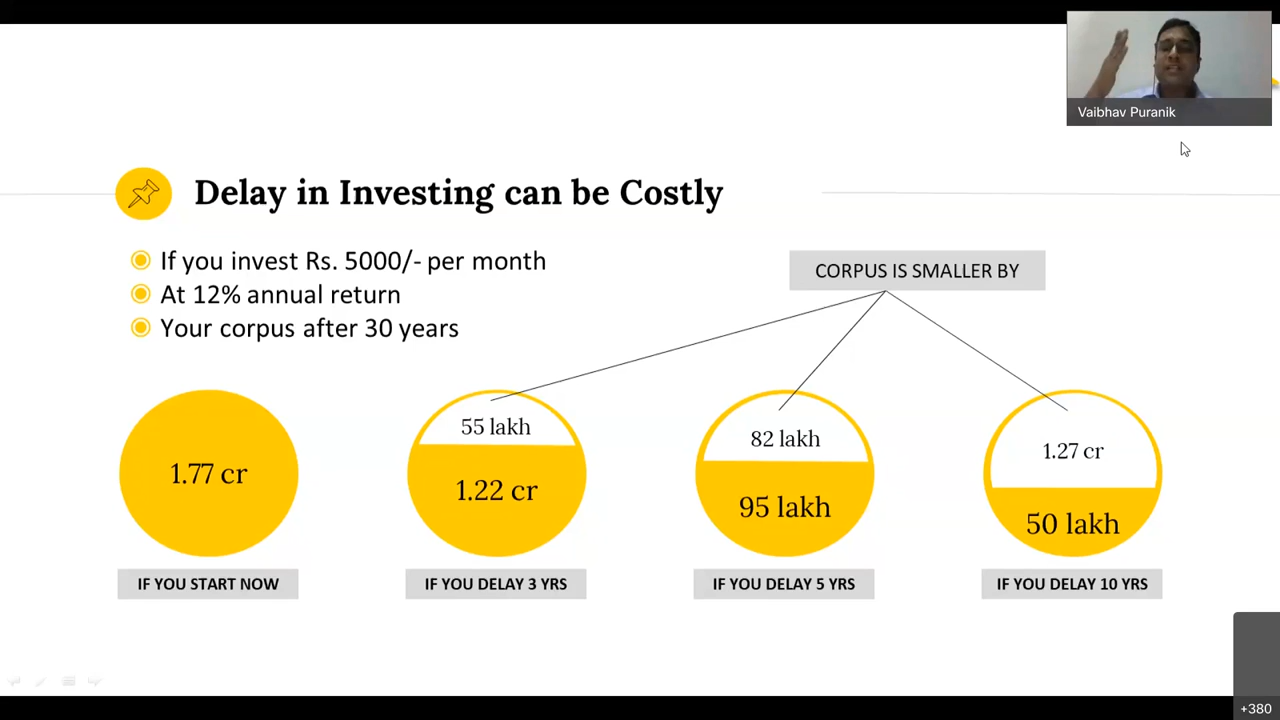 Vaibhav Puranik
Delay in Investing can be Costly
If you invest Rs. 5000/- per month
At 12% annual return
Your corpus after 30 years
CORPUS IS SMALLER BY
1.77 cr
55 lakh
1.22 cr
82 lakh
95 lakh
1.27 cr
50 lakh
IF YOU START NOW
IF YOU DELAY 3 YRS
IF YOU DELAY 5 YRS
IF YOU DELAY 10 YRS
+380